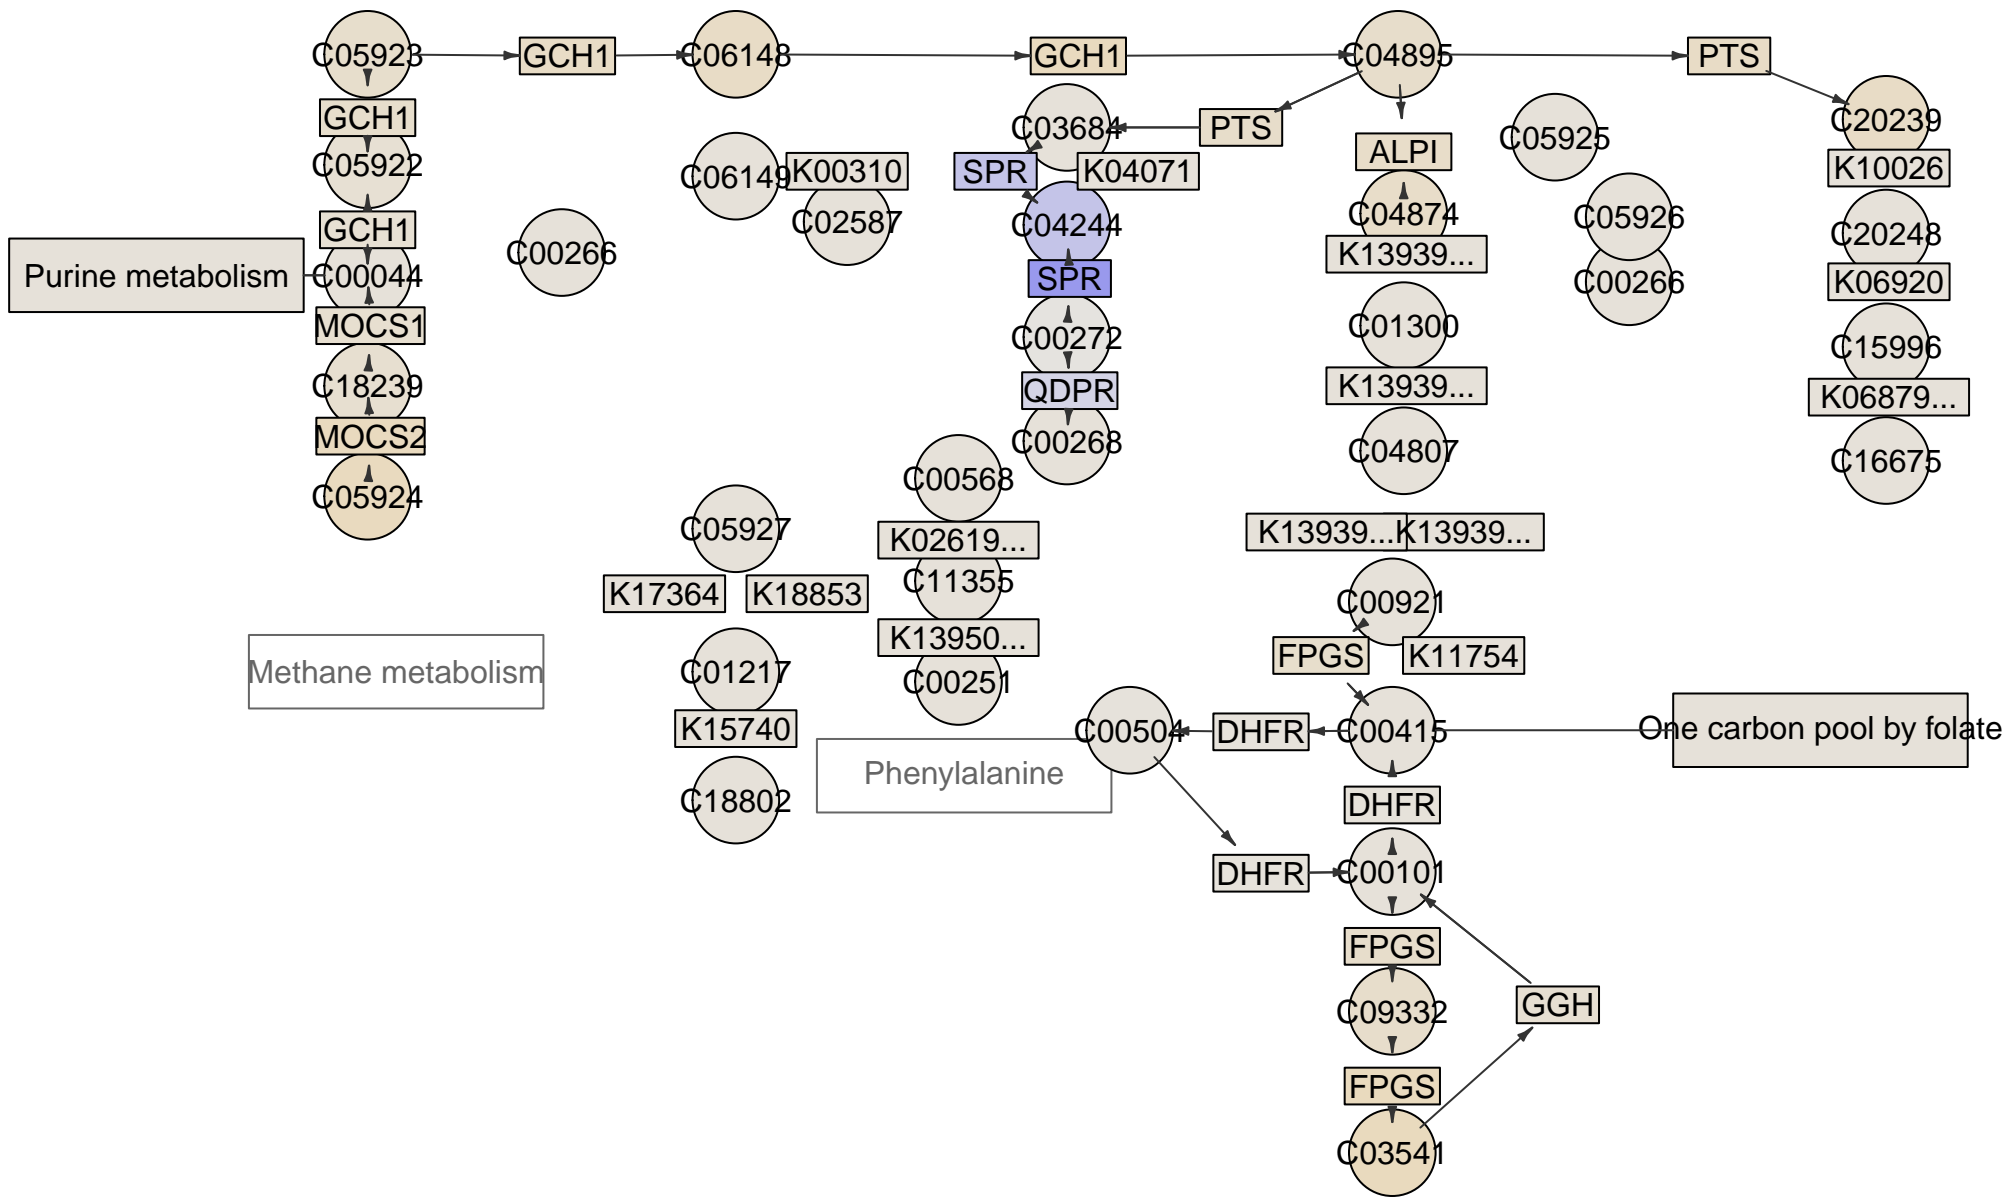 C05923
GCH1
C06148
GCH1
C04895
PTS
GCH1
C03684
PTS
C20239
C05925
ALPI
C05922
C06149
K00310
SPR
K04071
K10026
GCH1
C02587
C04244
C04874
C05926
C20248
C00266
K13939...
Purine metabolism
C00044
SPR
C00266
K06920
MOCS1
C00272
C01300
C15996
C18239
QDPR
K13939...
K06879...
MOCS2
C00268
C04807
C16675
C05924
C00568
C05927
K02619...
K13939...
K13939...
K17364
K18853
C11355
C00921
K13950...
FPGS
K11754
Methane metabolism
C01217
C00251
K15740
C00504
DHFR
C00415
One carbon pool by folate
Phenylalanine
C18802
DHFR
DHFR
C00101
FPGS
C09332
GGH
FPGS
C03541